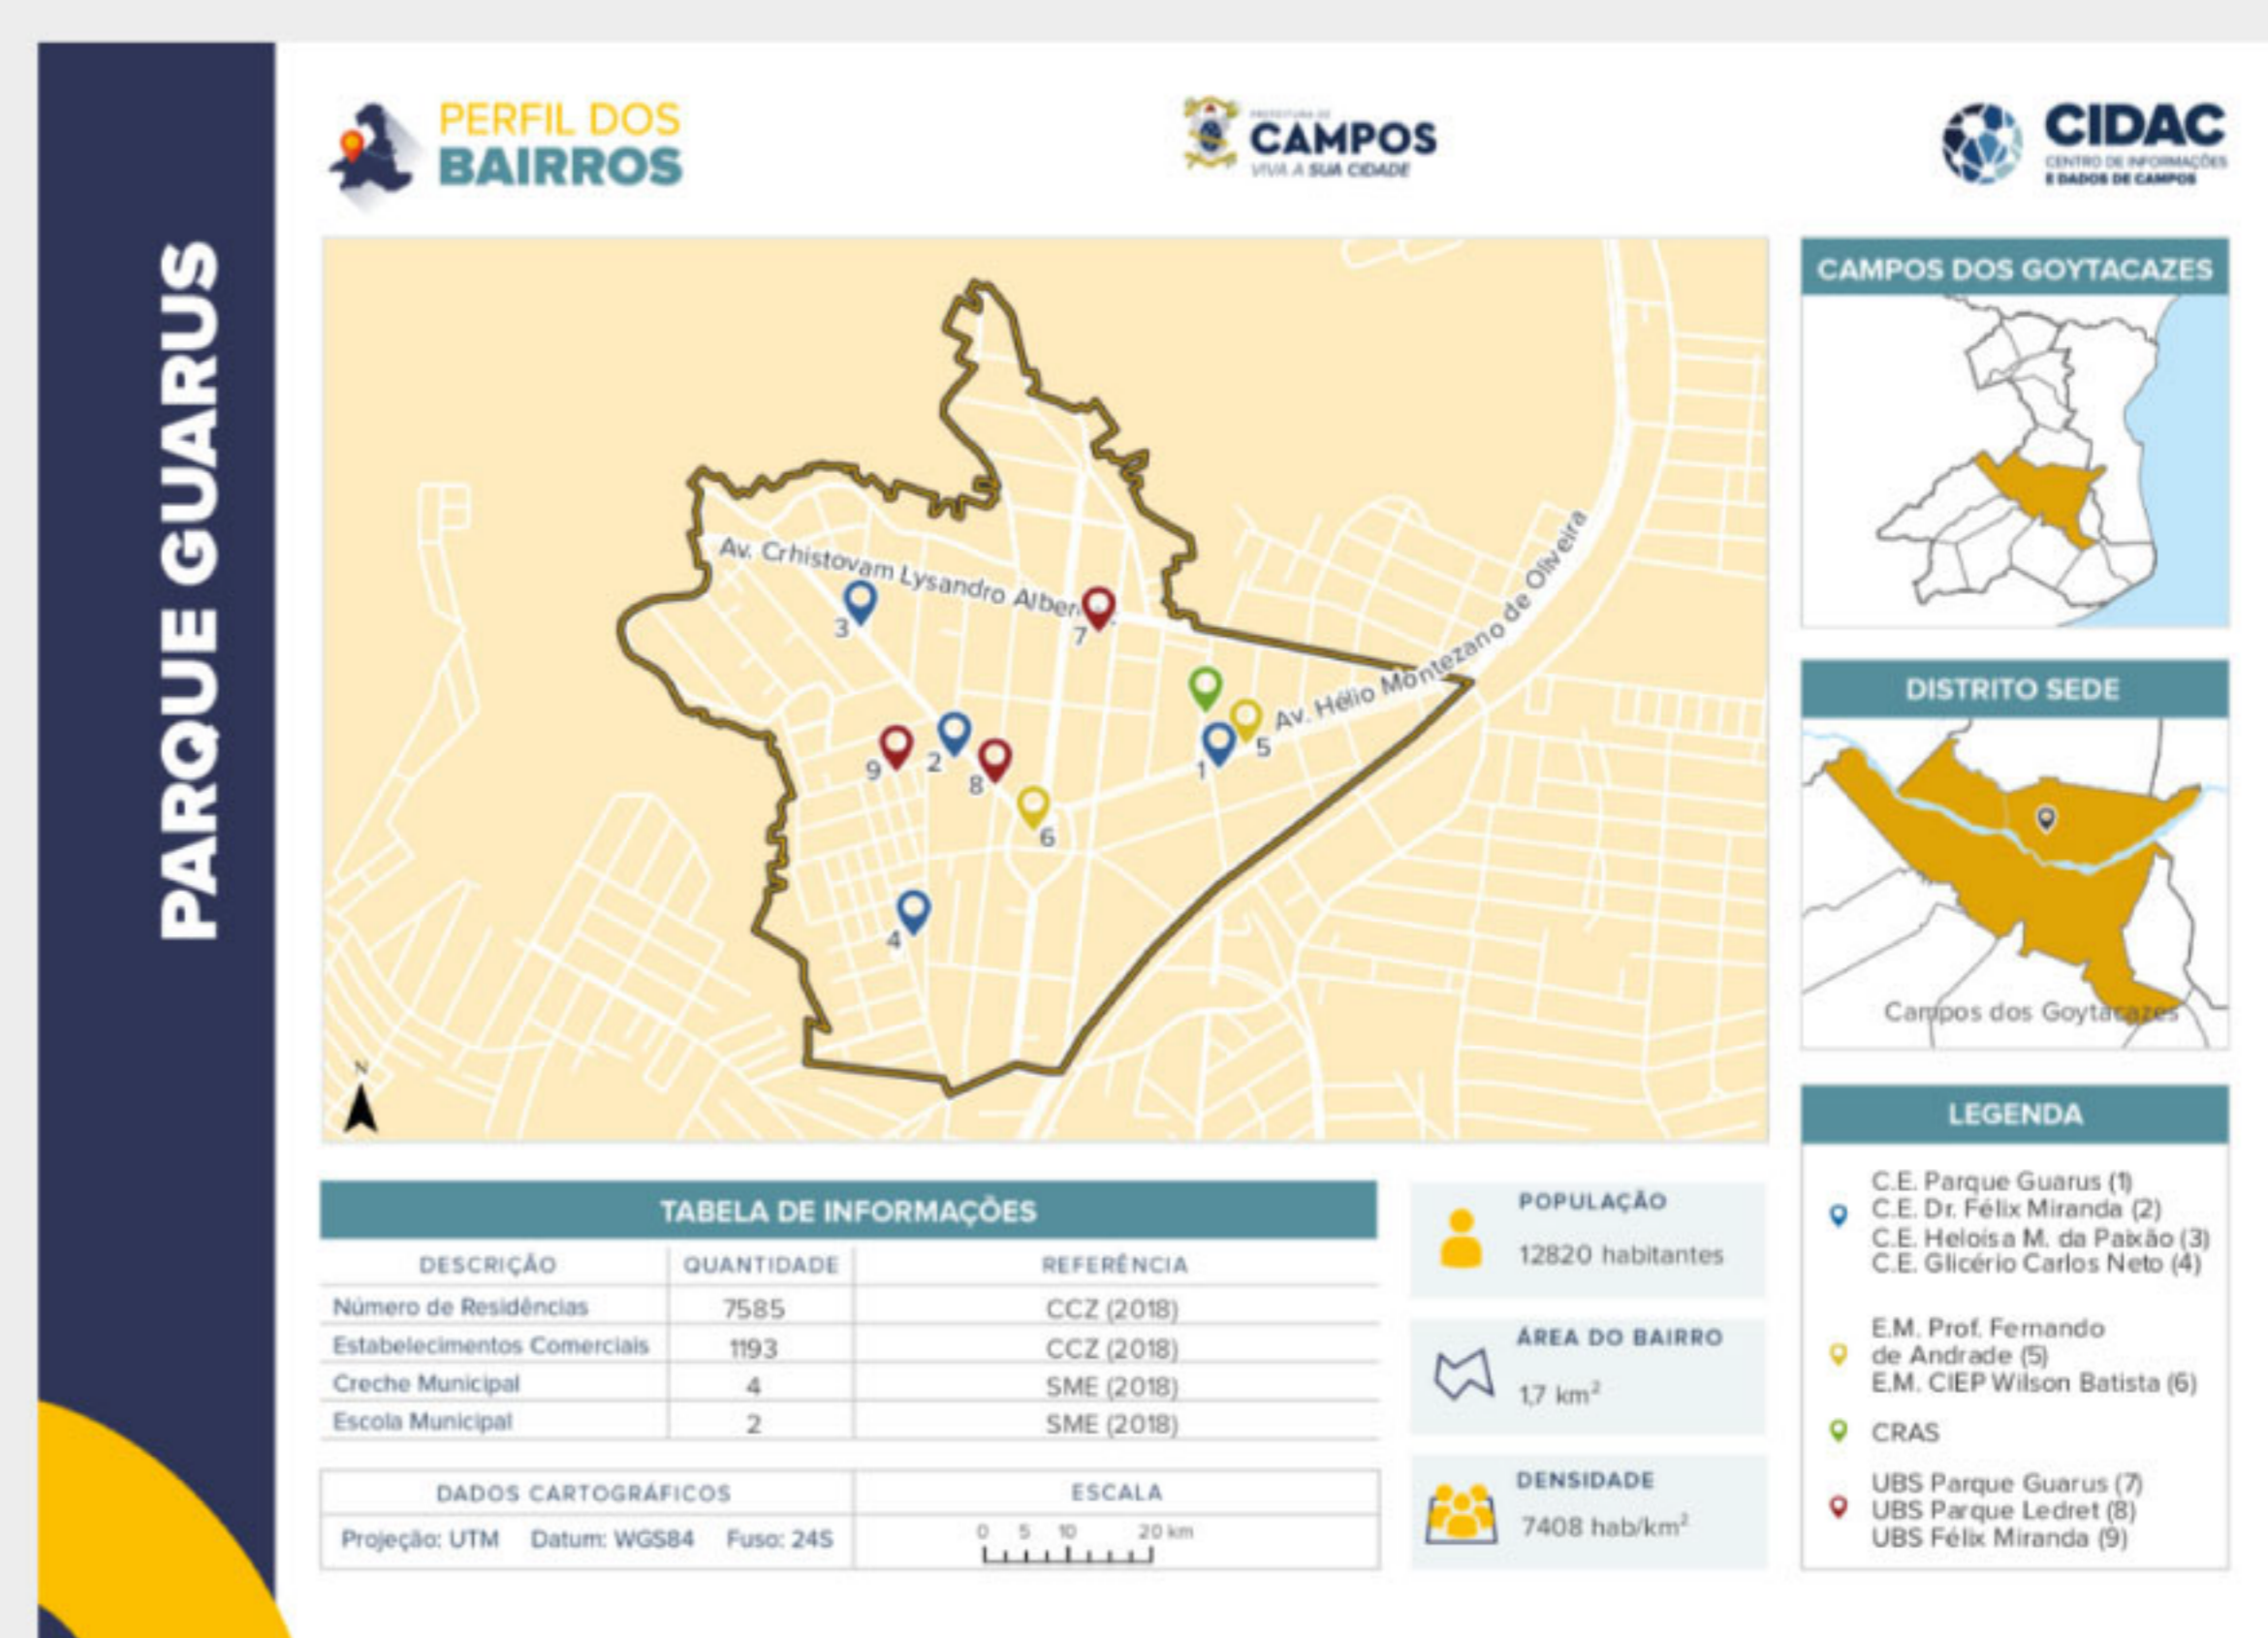 PARQUE GUARUS
PERFIL DOS
BAIRROS
PREFEITURA DE
CAMPOS
VIVA A SUA CIDADE
CIDAC
CENTRO DE INFORMAÇÕES
E DADOS DE CAMPOS
Av. Crhistovam Lysandro Albern
Av. Hélio Montezano de Oliveira
3
7
9
2
8
1
5
6
4
N
CAMPOS DOS GOYTACAZES
DISTRITO SEDE
Campos dos Goytacazes
LEGENDA
C.E. Parque Guarus (1)
C.E. Dr. Félix Miranda (2)
C.E. Heloisa M. da Paixão (3)
C.E. Glicério Carlos Neto (4)
E.M. Prof. Fernando
de Andrade (5)
E.M. CIEP Wilson Batista (6)
CRAS
UBS Parque Guarus (7)
UBS Parque Ledret (8)
UBS Félix Miranda (9)
TABELA DE INFORMAÇÕES
DESCRIÇÃO QUANTIDADE REFERÊNCIA
Número de Residências 7585 CCZ (2018)
Estabelecimentos Comerciais 1193 CCZ (2018)
Creche Municipal 4 SME (2018)
Escola Municipal 2 SME (2018)
DADOS CARTOGRÁFICOS ESCALA
Projeção: UTM Datum: WGS84 Fuso: 24S
0 5 10 20 km
POPULAÇÃO
12820 habitantes
ÁREA DO BAIRRO
1,7 km²
DENSIDADE
7408 hab/km²